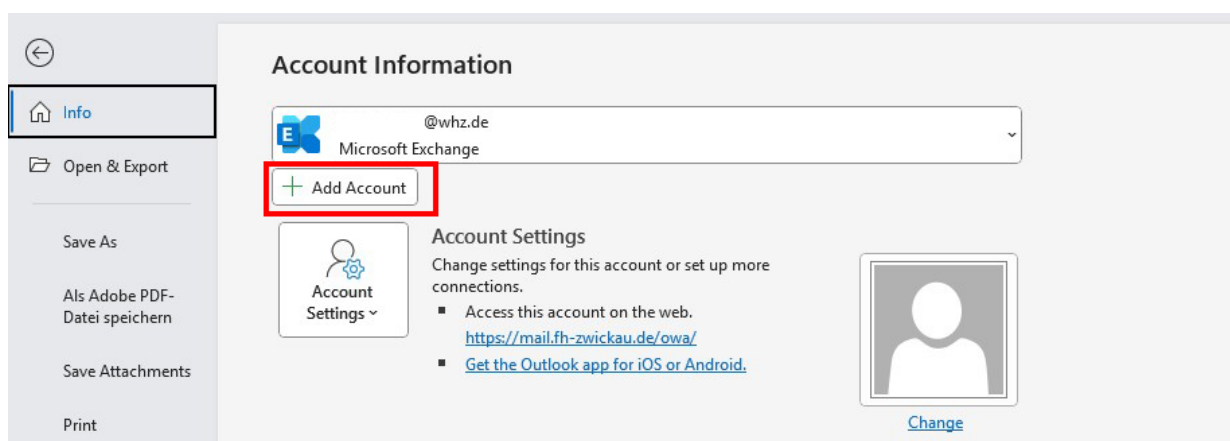 Account Information
Info
@whz.de
Microsoft Exchange
Open & Export
Add Account
Save As
Als Adobe PDF-
Datei speichern
Save Attachments
Print
Account
Settings
Account Settings
Change settings for this account or set up more
connections.
Access this account on the web.
https://mail.fh-zwickau.de/owa/
Get the Outlook app for iOS or Android.
Change